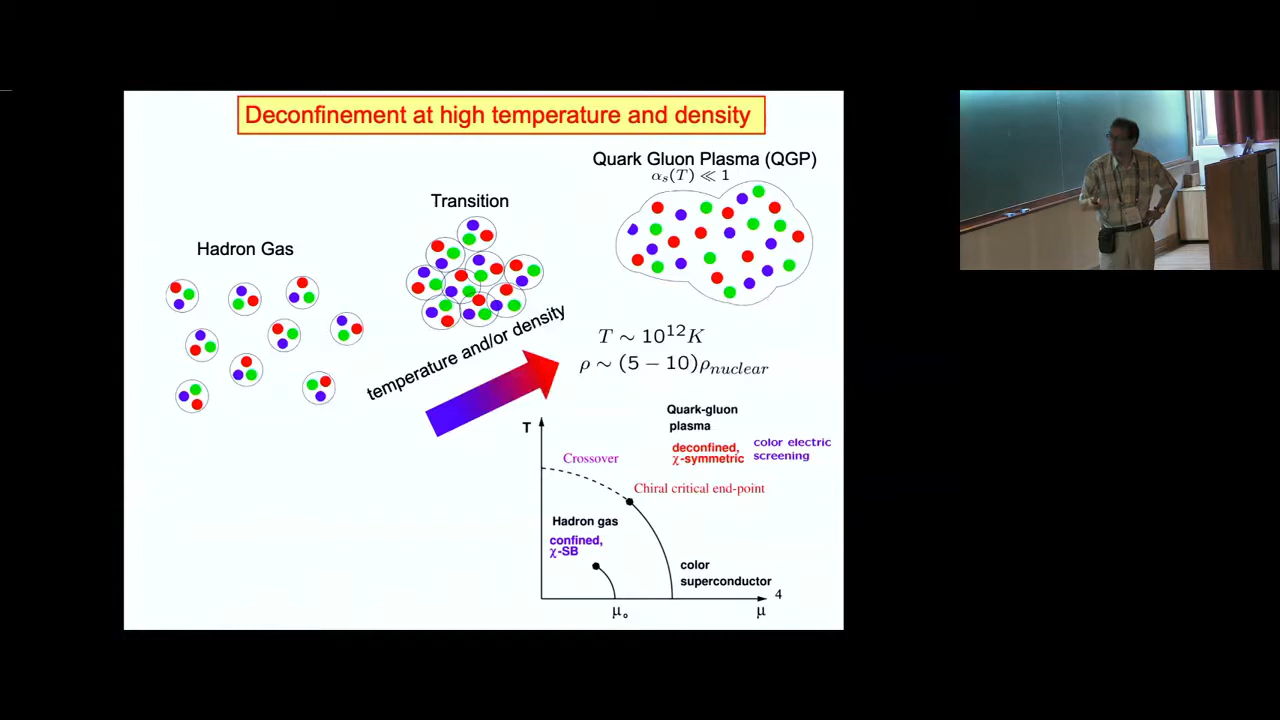 Deconfinement at high temperature and density
Quark Gluon Plasma (QGP)
αs(T) ≪ 1
Transition
Hadron Gas
temperature and/or density
T ∼ 10¹²K
ρ ∼ (5 − 10)ρnuclear
Quark-gluon
plasma
deconfined,
χ-symmetric
color electric
screening
T
Crossover
Chiral critical end-point
Hadron gas
confined,
χ-SB
color
superconductor
4
μ₀
μ